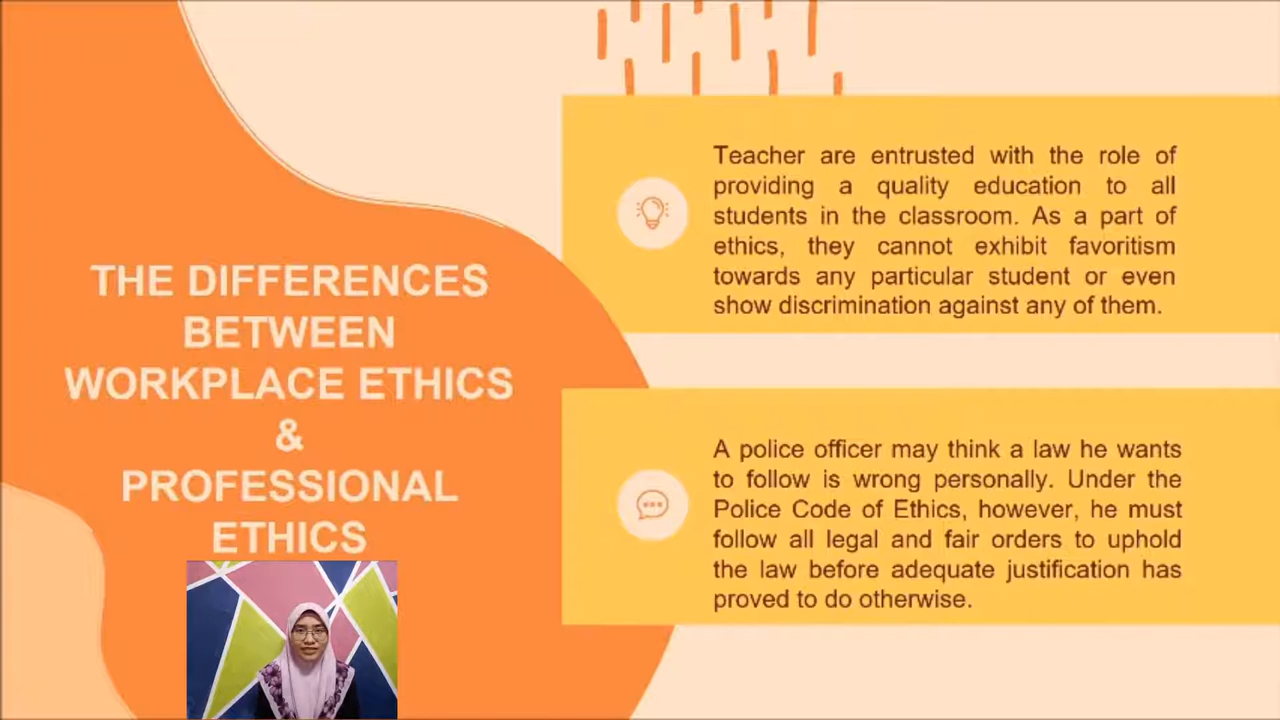 THE DIFFERENCES
BETWEEN
WORKPLACE ETHICS
&
PROFESSIONAL
ETHICS
Teacher are entrusted with the role of
providing a quality education to all
students in the classroom. As a part of
ethics, they cannot exhibit favoritism
towards any particular student or even
show discrimination against any of them.
A police officer may think a law he wants
to follow is wrong personally. Under the
Police Code of Ethics, however, he must
follow all legal and fair orders to uphold
the law before adequate justification has
proved to do otherwise.